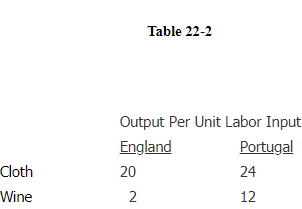 Table 22-2
Output Per Unit Labor Input
England Portugal
Cloth 20 24
Wine 2 12